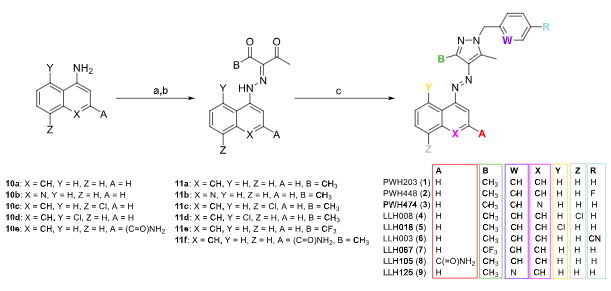 Y NH₂
X A
Z
a,b
O O
B CH₃
N
HN
Y
X A
Z
c
R
W
N N
B CH₃
N N
Y
X A
Z
10a: X = CH, Y = H, Z = H, A = H
10b: X = N, Y = H, Z = H, A = H
10c: X = CH, Y = H, Z = Cl, A = H
10d: X = CH, Y = Cl, Z = H, A = H
10e: X = CH, Y = H, Z = H, A = (C=O)NH₂
11a: X = CH, Y = H, Z = H, A = H, B = CH₃
11b: X = N, Y = H, Z = H, A = H, B = CH₃
11c: X = CH, Y = H, Z = Cl, A = H, B = CH₃
11d: X = CH, Y = Cl, Z = H, A = H, B = CH₃
11e: X = CH, Y = H, Z = H, A = H, B = CF₃
11f: X = CH, Y = H, Z = H, A = (C=O)NH₂, B = CH₃
A B W X Y Z R
PWH203 (1) H CH₃ CH CH H H H
PWH448 (2) H CH₃ CH CH H H F
PWH474 (3) H CH₃ CH N H H H
LLH008 (4) H CH₃ CH CH H Cl H
LLH018 (5) H CH₃ CH CH Cl H H
LLH003 (6) H CH₃ CH CH H H CN
LLH067 (7) H CF₃ CH CH H H H
LLH105 (8) C(=O)NH₂ CH₃ CH CH H H H
LLH125 (9) H CH₃ N CH H H H